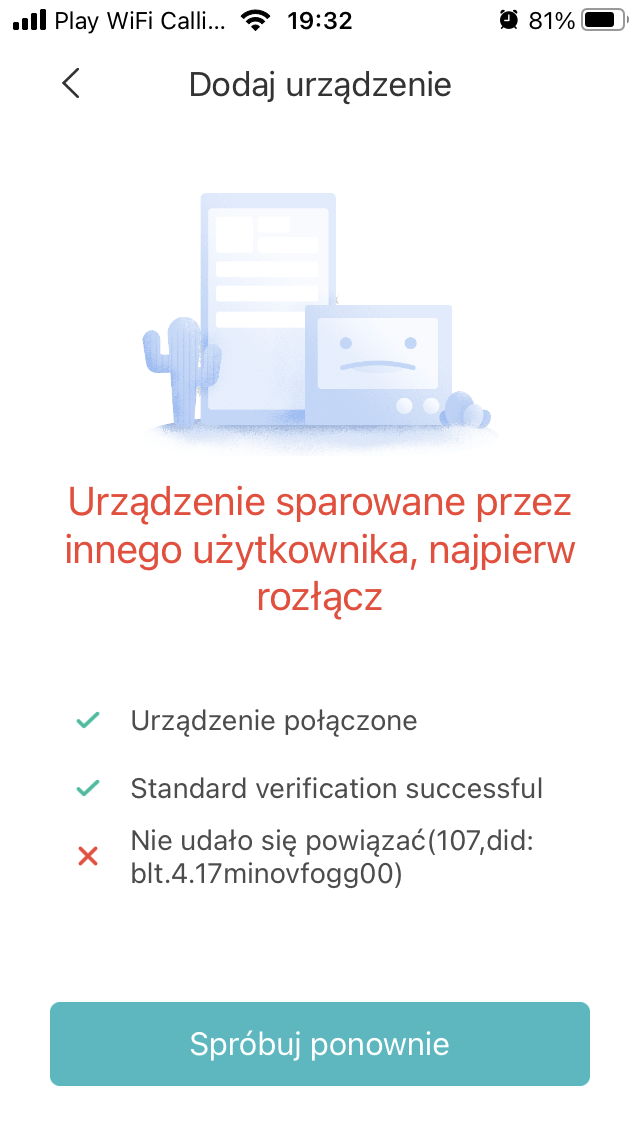 Play WiFi Calli... 19:32 81%
Dodaj urządzenie
Urządzenie sparowane przez
innego użytkownika, najpierw
rozłącz
Urządzenie połączone
Standard verification successful
Nie udało się powiązać(107,did:
blt.4.17minovfogg00)
Spróbuj ponownie